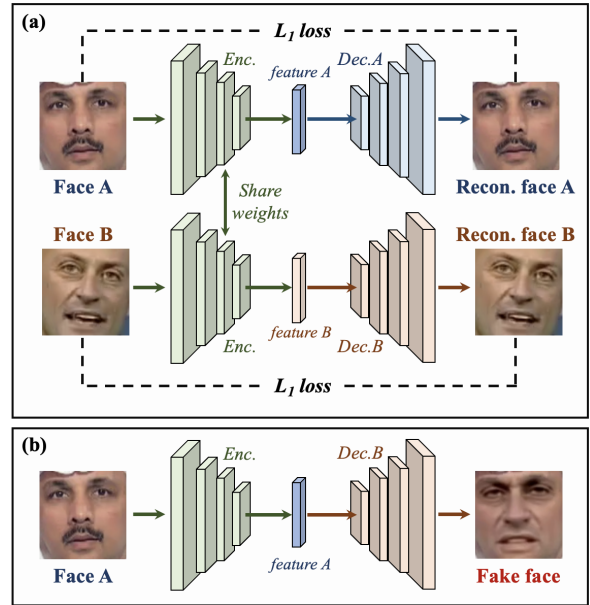 (a)
L1 loss
Enc.
feature A
Dec.A
Face A
Recon. face A
Share
weights
Face B
Recon. face B
Enc.
feature B
Dec.B
L1 loss
(b)
Enc.
Dec.B
Face A
feature A
Fake face